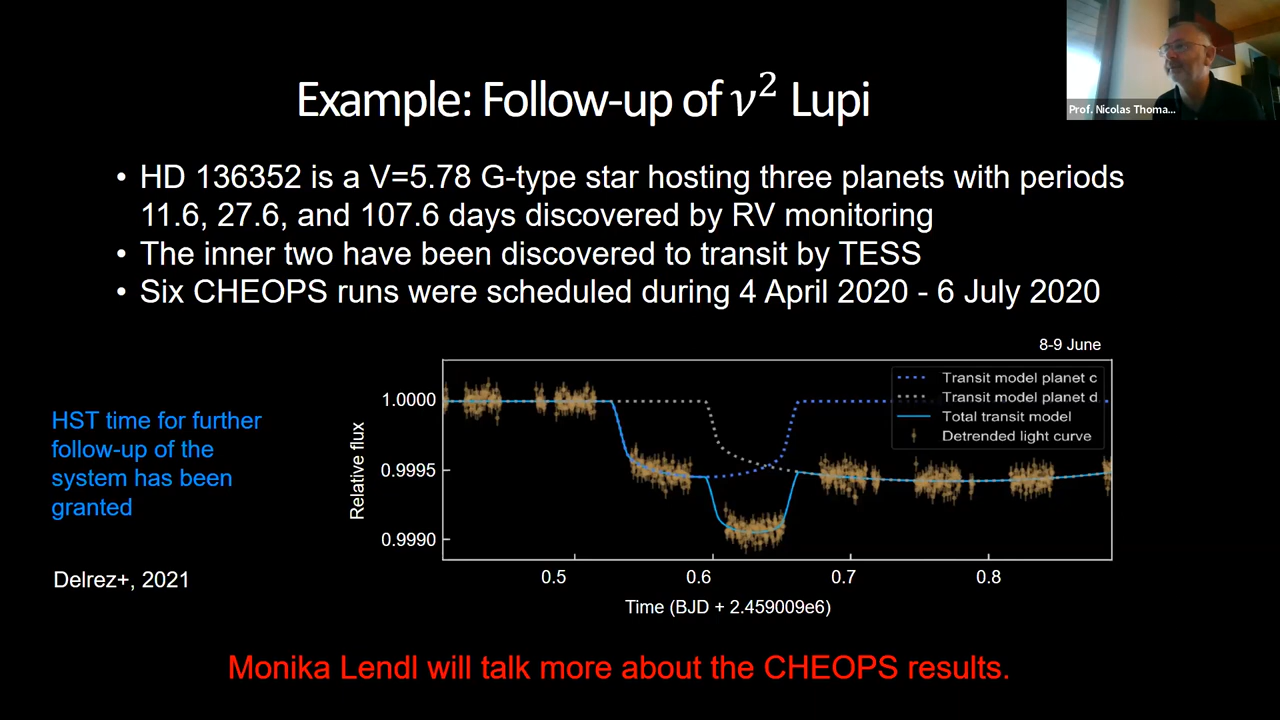 Prof. Nicolas Thoma...
Example: Follow-up of ν² Lupi
• HD 136352 is a V=5.78 G-type star hosting three planets with periods
11.6, 27.6, and 107.6 days discovered by RV monitoring
• The inner two have been discovered to transit by TESS
• Six CHEOPS runs were scheduled during 4 April 2020 - 6 July 2020
8-9 June
HST time for further
follow-up of the
system has been
granted
Delrez+, 2021
Relative flux
1.0000
0.9995
0.9990
Transit model planet c
Transit model planet d
Total transit model
Detrended light curve
0.5 0.6 0.7 0.8
Time (BJD + 2.459009e6)
Monika Lendl will talk more about the CHEOPS results.